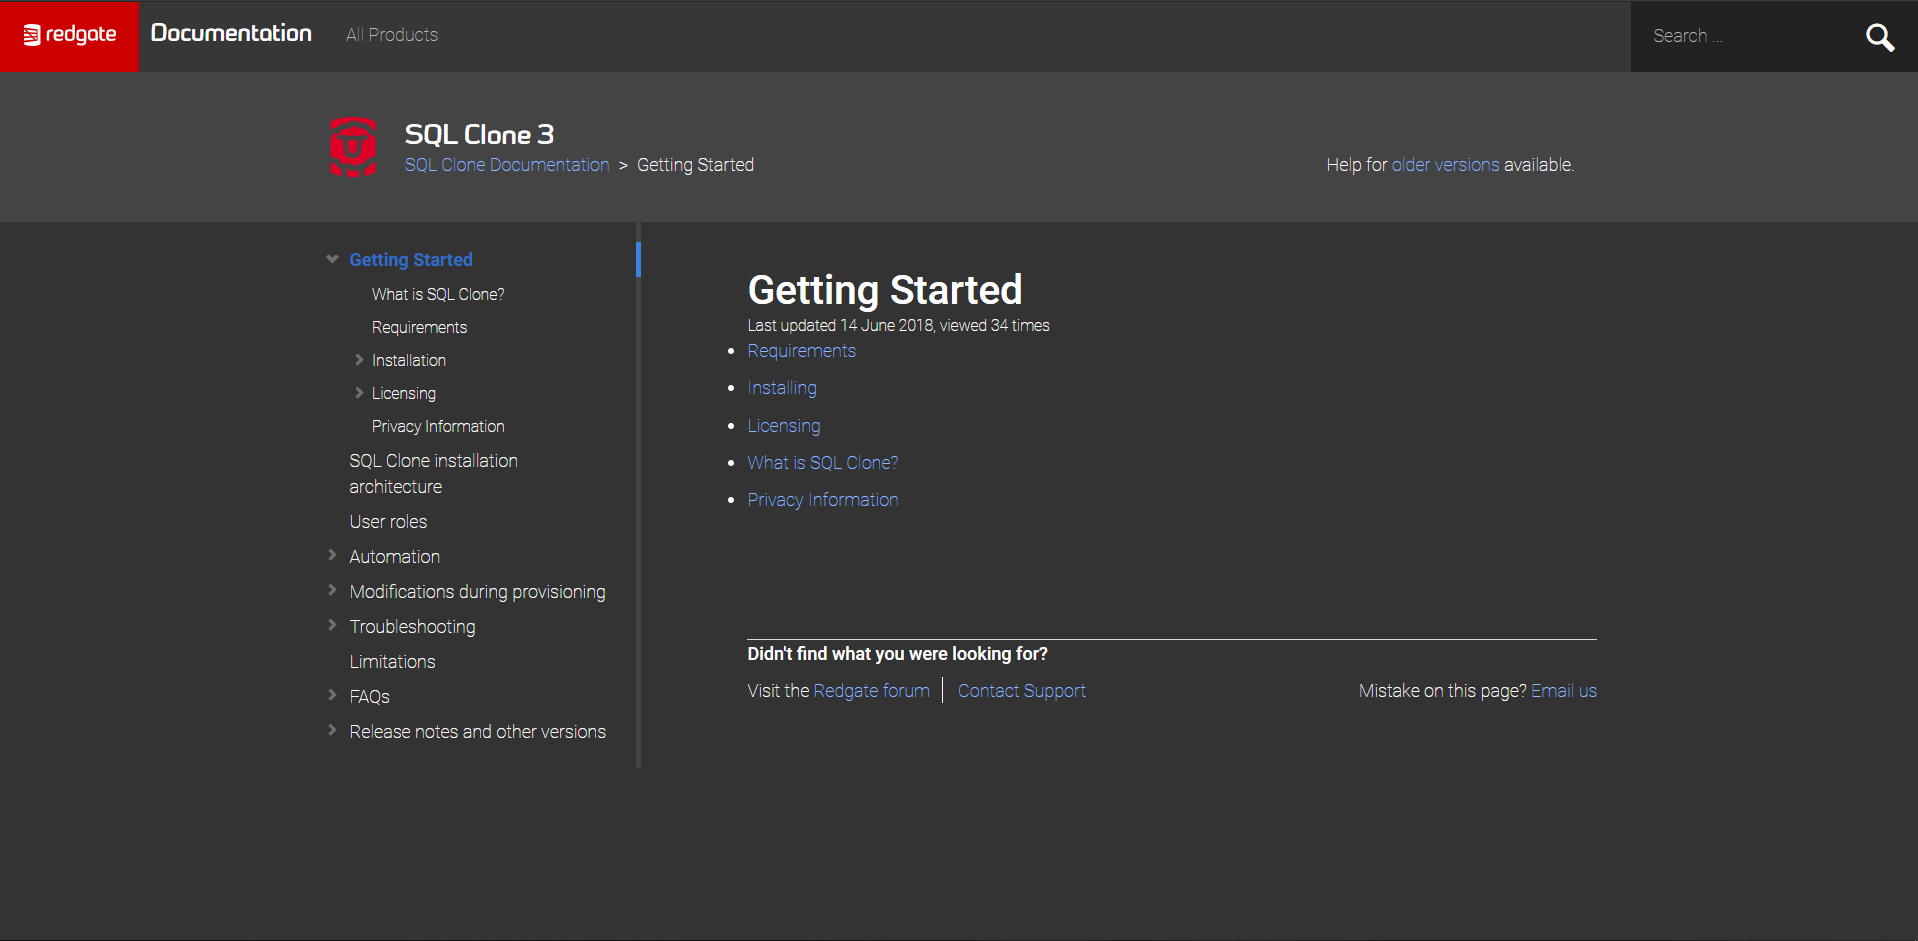 redgate Documentation All Products Search ...
SQL Clone 3
SQL Clone Documentation > Getting Started
Help for older versions available.
Getting Started
What is SQL Clone?
Requirements
Installation
Licensing
Privacy Information
SQL Clone installation
architecture
User roles
Automation
Modifications during provisioning
Troubleshooting
Limitations
FAQs
Release notes and other versions
Getting Started
Last updated 14 June 2018, viewed 34 times
Requirements
Installing
Licensing
What is SQL Clone?
Privacy Information
Didn't find what you were looking for?
Visit the Redgate forum Contact Support
Mistake on this page? Email us